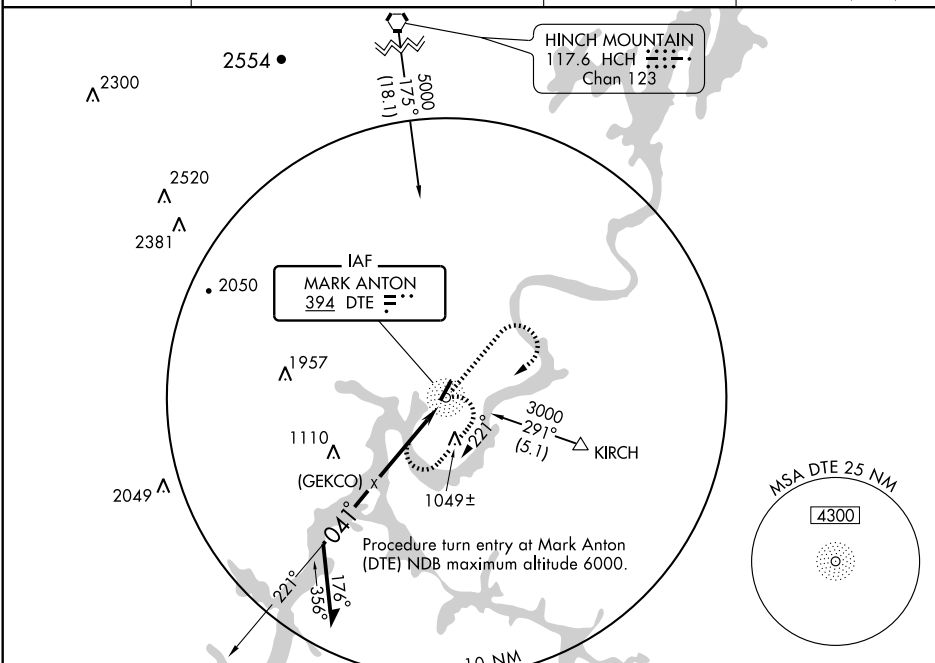 HINCH MOUNTAIN
117.6 HCH
Chan 123
2554
2300
5000
175°
(18.1)
2520
2381
IAF
MARK ANTON
394 DTE
2050
1957
3000
291°
(5.1)
KIRCH
221°
1110
(GEKCO) x
1049±
2049
MSA DTE 25 NM
4300
041°
Procedure turn entry at Mark Anton
(DTE) NDB maximum altitude 6000.
221°
356°
176°
10 NM